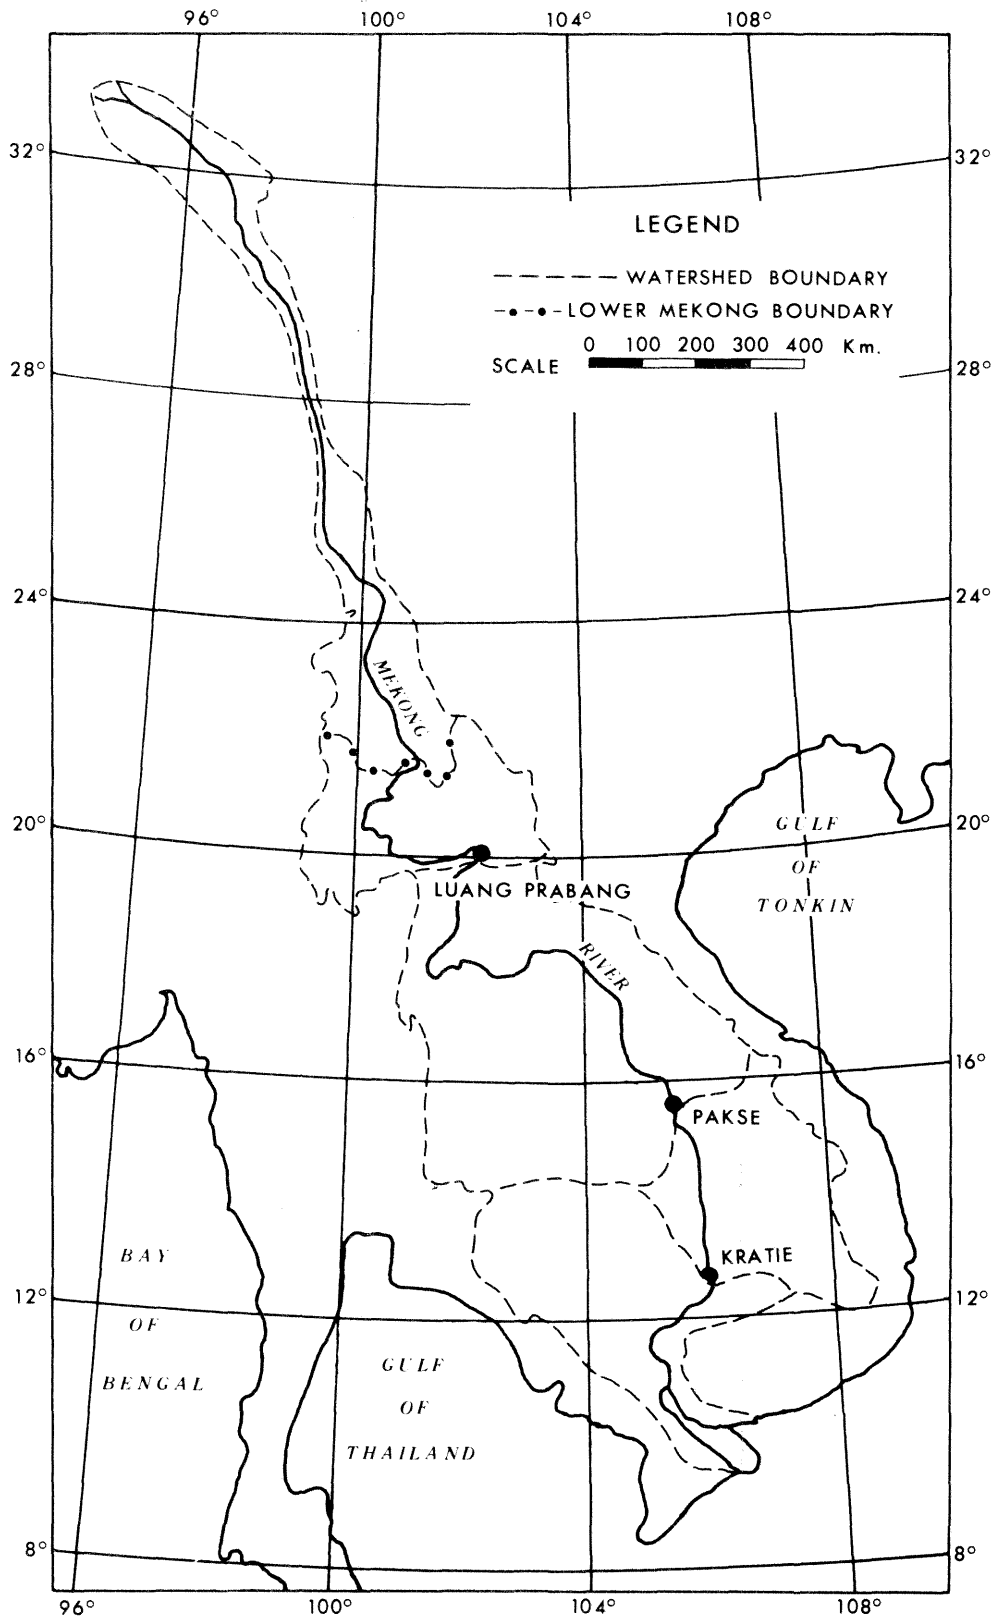 96° 100° 104° 108°
32° 32°
LEGEND
WATERSHED BOUNDARY
LOWER MEKONG BOUNDARY
0 100 200 300 400 Km.
SCALE
28° 28°
24° 24°
MEKONG
20° 20°
GULF
OF
TONKIN
LUANG PRABANG
RIVER
16° 16°
PAKSE
KRATIE
BAY
OF
BENGAL
12° 12°
GULF
OF
THAILAND
8° 8°
96° 100° 104° 108°